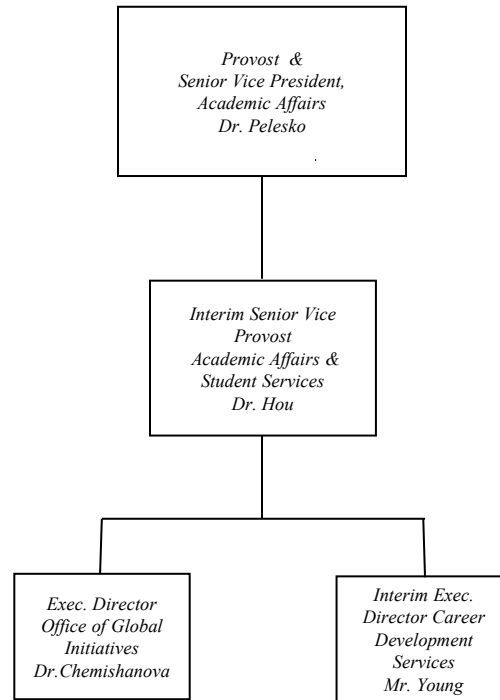 Provost &
Senior Vice President,
Academic Affairs
Dr. Pelesko
.
Interim Senior Vice
Provost
Academic Affairs &
Student Services
Dr. Hou
Exec. Director
Office of Global
Initiatives
Dr.Chemishanova
Interim Exec.
Director Career
Development
Services
Mr. Young